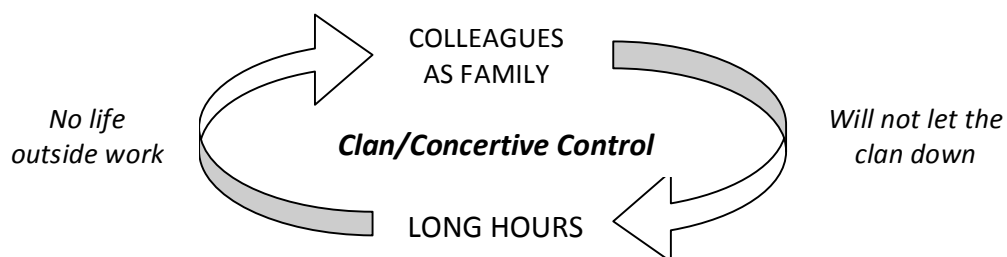 COLLEAGUES
AS FAMILY
No life
outside work
Clan/Concertive Control
Will not let the
clan down
LONG HOURS